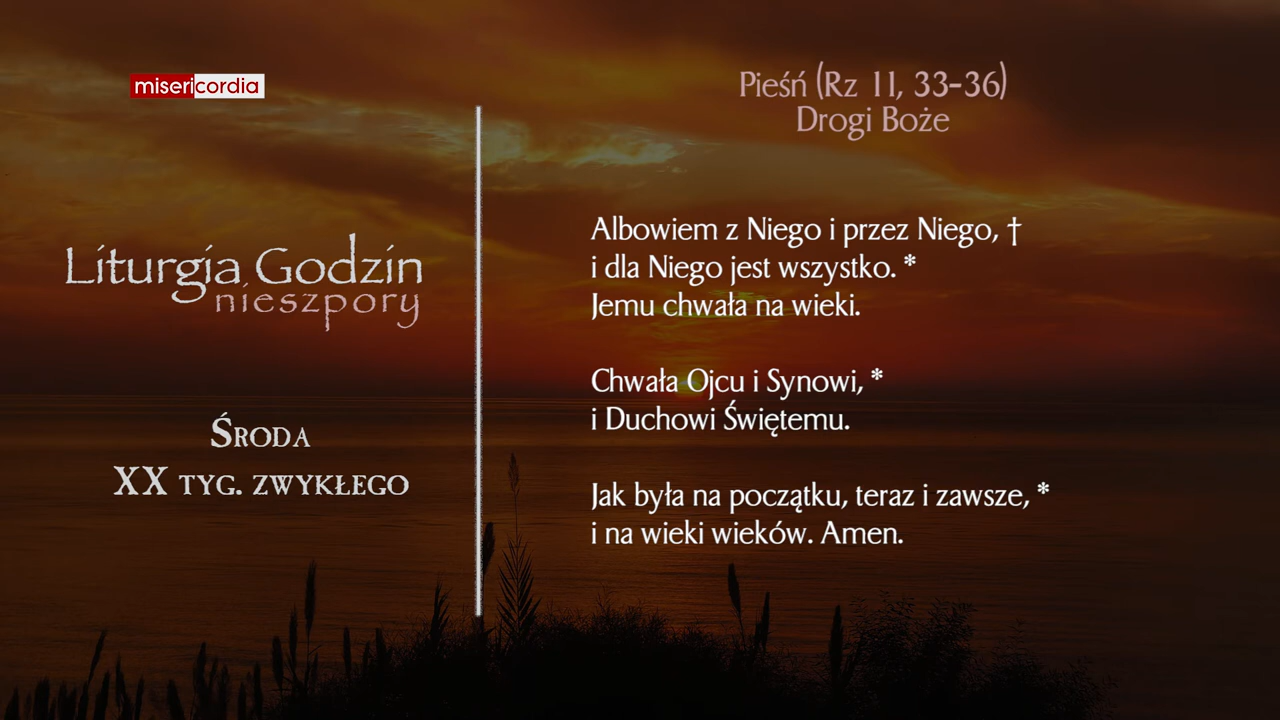 misericordia
Liturgia Godzin
nieszpory
Środa
XX tyg. zwykłego
Pieśń (Rz 11, 33-36)
Drogi Boże
Albowiem z Niego i przez Niego, †
i dla Niego jest wszystko. *
Jemu chwała na wieki.
Chwała Ojcu i Synowi, *
i Duchowi Świętemu.
Jak była na początku, teraz i zawsze, *
i na wieki wieków. Amen.